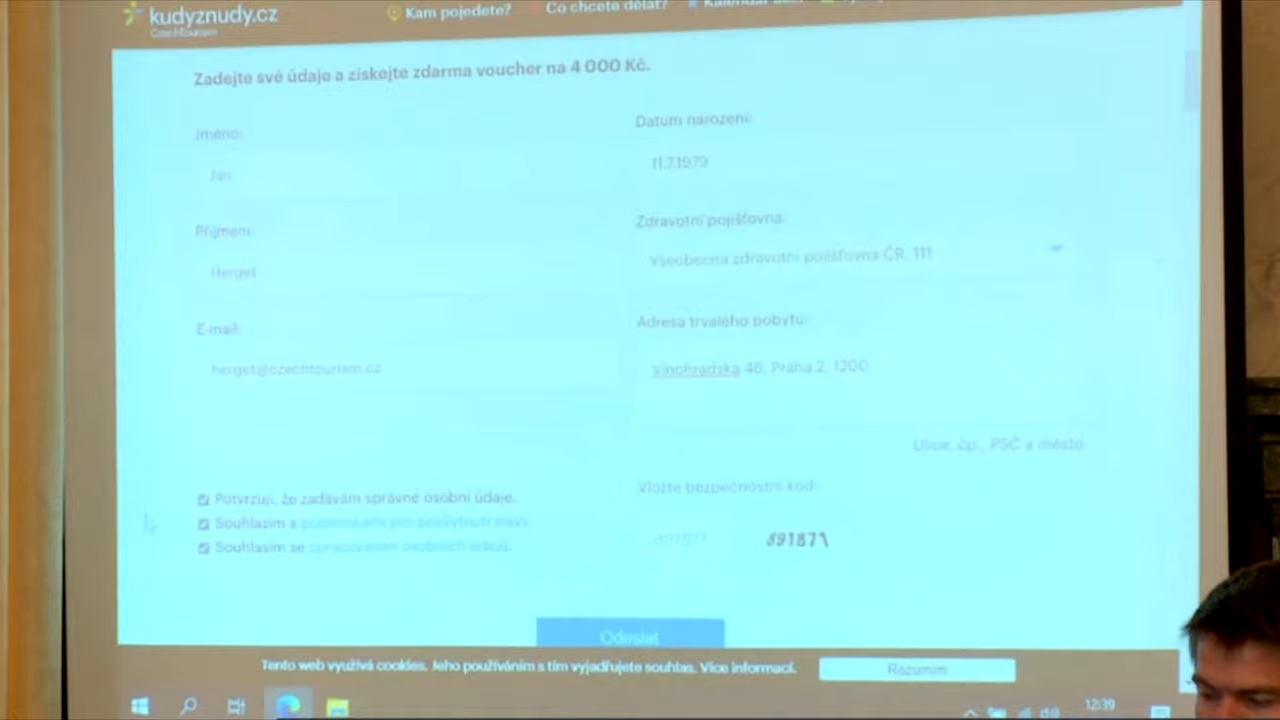 kudyznudy.cz
CzechTourism
Kam pojedete?
Co chcete dělat?
Zadejte své údaje a získejte zdarma voucher na 4 000 Kč.
Jméno:
Jan
Příjmení:
Herget
E-mail:
herget@czechtourism.cz
Datum narození:
11.7.1979
Zdravotní pojišťovna:
Všeobecná zdravotní pojišťovna ČR, 111
Adresa trvalého pobytu:
Vinohradska 46, Praha 2, 1200
Ulice, čp., PSČ a město
Potvrzuji, že zadávám správné osobní údaje.
Souhlasím s podmínkami pro poskytnutí slevy.
Souhlasím se zpracováním osobních údajů.
Vložte bezpečnostní kód:
891871 891871
Odeslat
Tento web využívá cookies. Jeho používáním s tím vyjadřujete souhlas. Více informací.
Rozumím
12:39